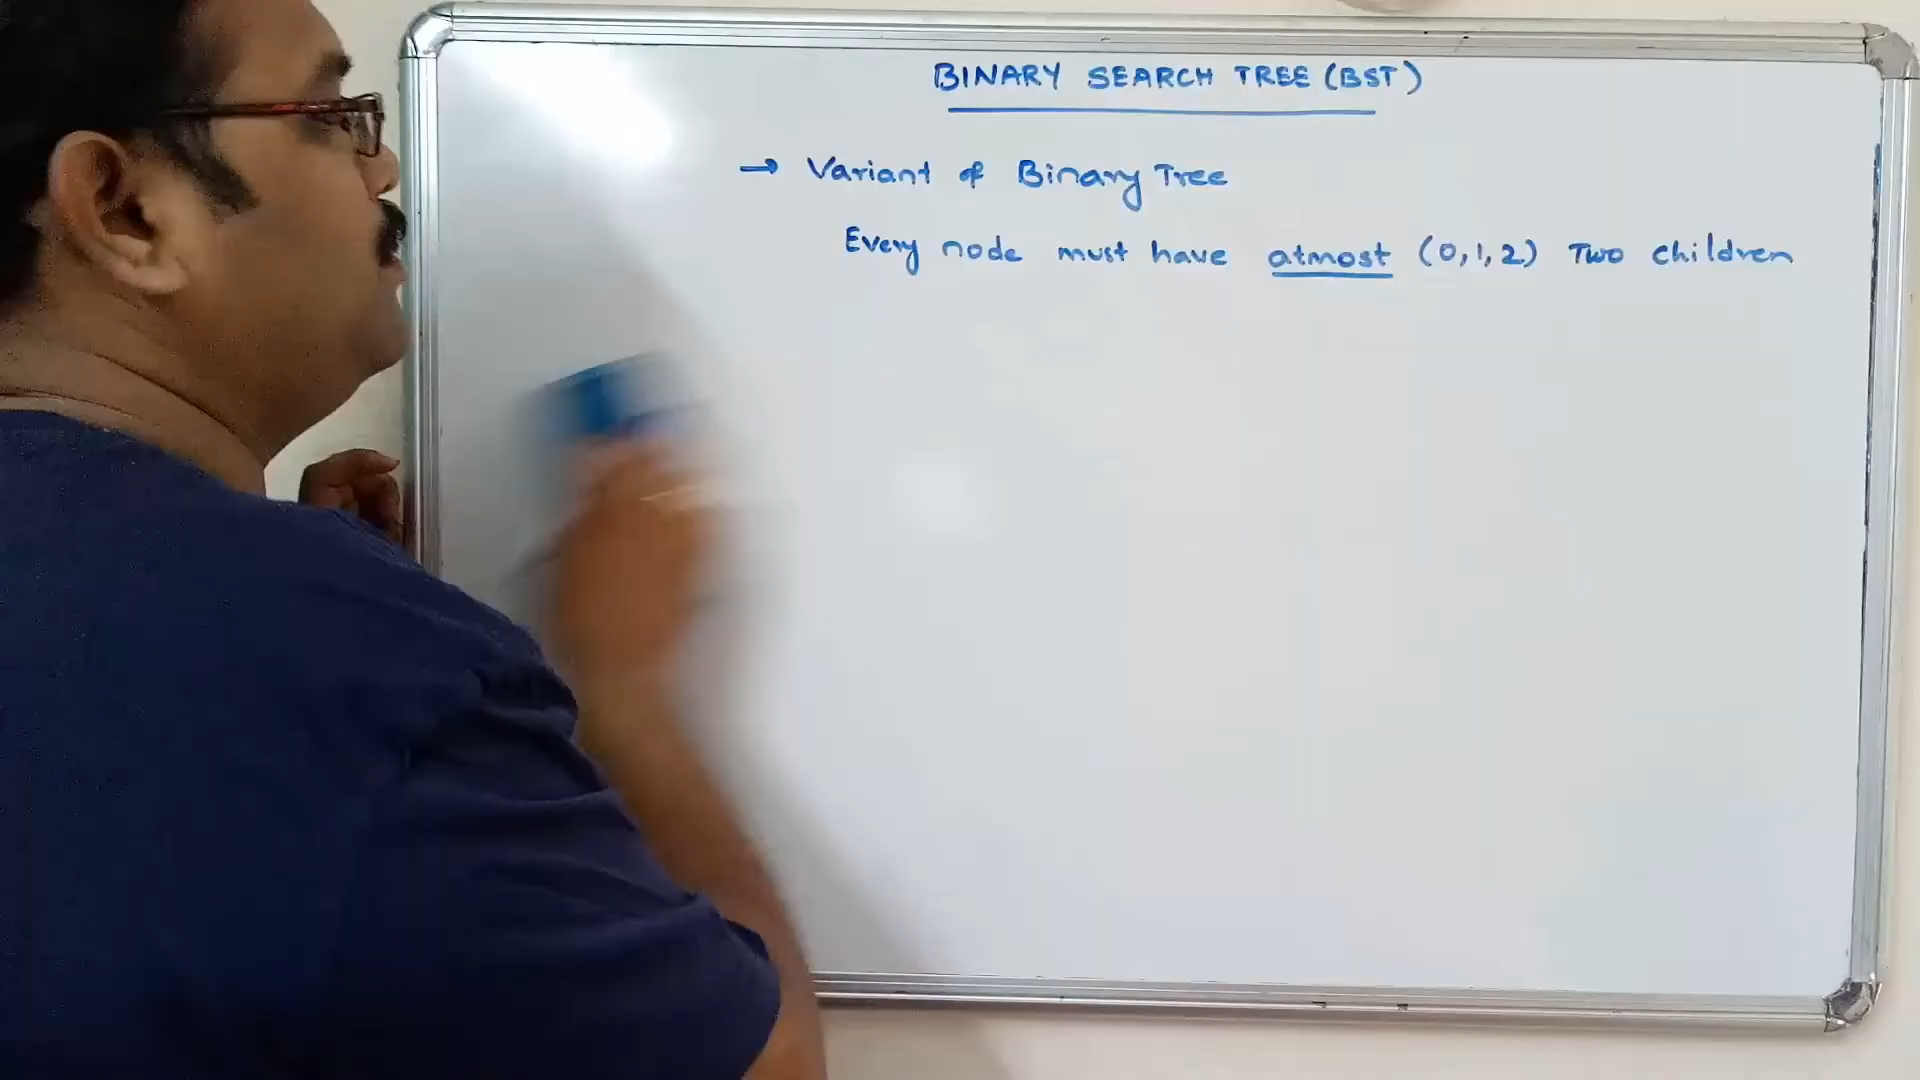 BINARY SEARCH TREE (BST)
→ Variant of Binary Tree
Every node must have atmost (0,1,2) Two children